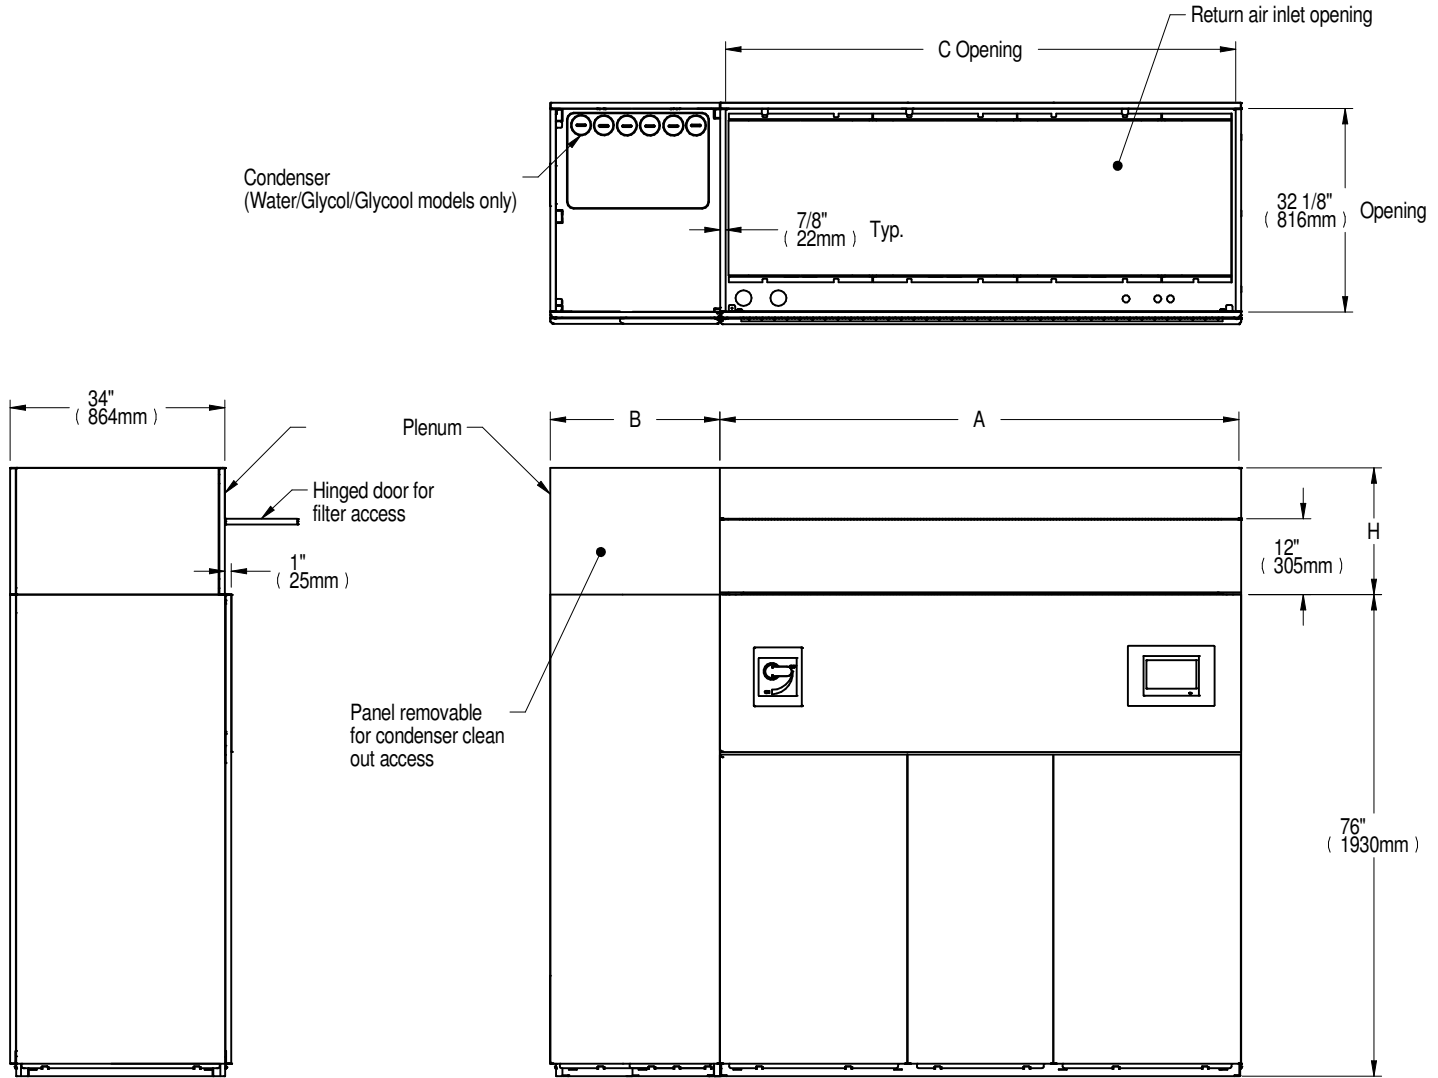 Return air inlet opening
C Opening
Condenser
(Water/Glycol/Glycool models only)
7/8"
( 22mm ) Typ.
32 1/8"
( 816mm ) Opening
34"
( 864mm )
Plenum
B
A
Hinged door for
filter access
1"
( 25mm )
12"
( 305mm )
H
Panel removable
for condenser clean
out access
76"
( 1930mm )